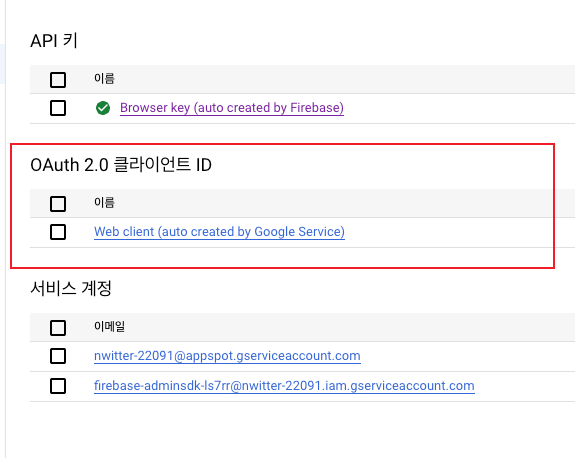 API 키
이름
Browser key (auto created by Firebase)
OAuth 2.0 클라이언트 ID
이름
Web client (auto created by Google Service)
서비스 계정
이메일
nwitter-22091@appspot.gserviceaccount.com
firebase-adminsdk-ls7rr@nwitter-22091.iam.gserviceaccount.com